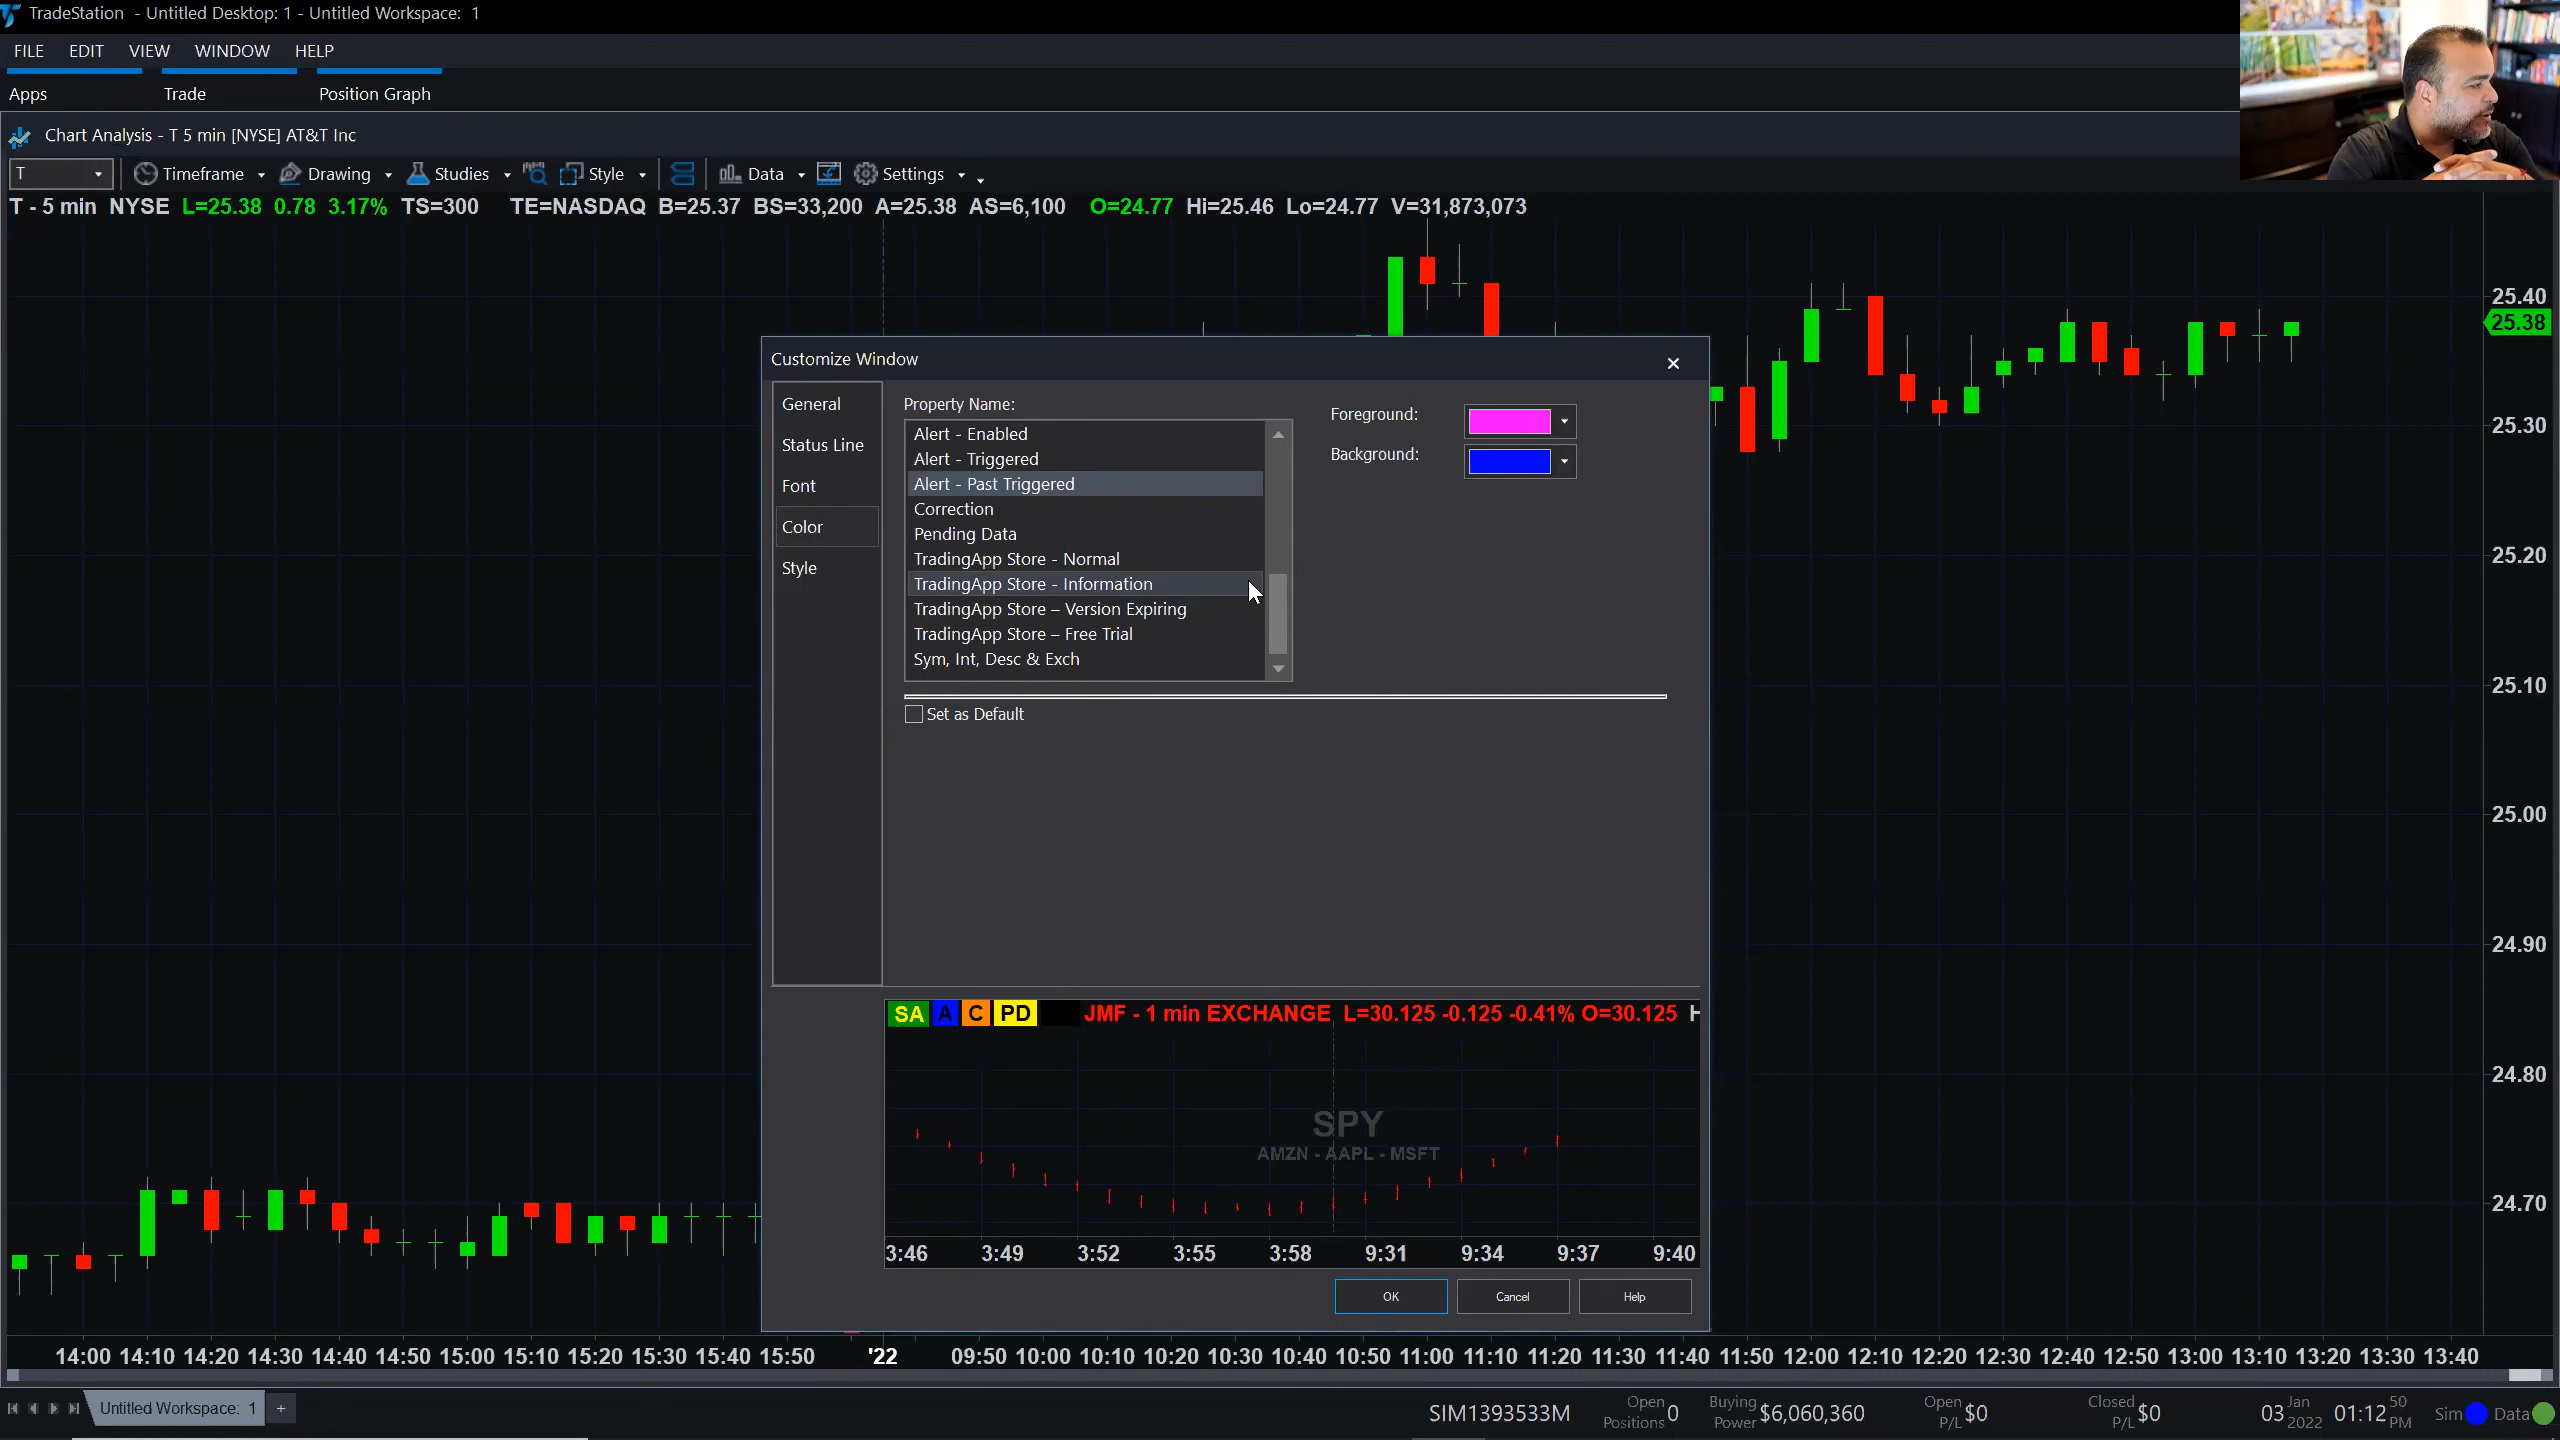 TradeStation - Untitled Desktop: 1 - Untitled Workspace: 1
FILE EDIT VIEW WINDOW HELP
Apps Trade Position Graph
Chart Analysis - T 5 min [NYSE] AT&T Inc
T Timeframe Drawing Studies Style Data Settings
T - 5 min NYSE L=25.38 0.78 3.17% TS=300 TE=NASDAQ B=25.37 BS=33,200 A=25.38 AS=6,100 O=24.77 Hi=25.46 Lo=24.77 V=31,873,073
25.40
25.38
25.30
25.20
25.10
25.00
24.90
24.80
24.70
Customize Window
General
Status Line
Font
Color
Style
Property Name:
Alert - Enabled
Alert - Triggered
Alert - Past Triggered
Correction
Pending Data
TradingApp Store - Normal
TradingApp Store - Information
TradingApp Store – Version Expiring
TradingApp Store – Free Trial
Sym, Int, Desc & Exch
Foreground:
Background:
Set as Default
SA A C PD JMF - 1 min EXCHANGE L=30.125 -0.125 -0.41% O=30.125 H
SPY
AMZN - AAPL - MSFT
3:46 3:49 3:52 3:55 3:58 9:31 9:34 9:37 9:40
OK Cancel Help
14:00 14:10 14:20 14:30 14:40 14:50 15:00 15:10 15:20 15:30 15:40 15:50 '22 09:50 10:00 10:10 10:20 10:30 10:40 10:50 11:00 11:10 11:20 11:30 11:40 11:50 12:00 12:10 12:20 12:30 12:40 12:50 13:00 13:10 13:20 13:30 13:40
Untitled Workspace: 1 +
SIM1393533M Open Positions 0 Buying Power $6,060,360 Open P/L $0 Closed P/L $0 03 Jan 2022 01:12 50 PM Sim Data